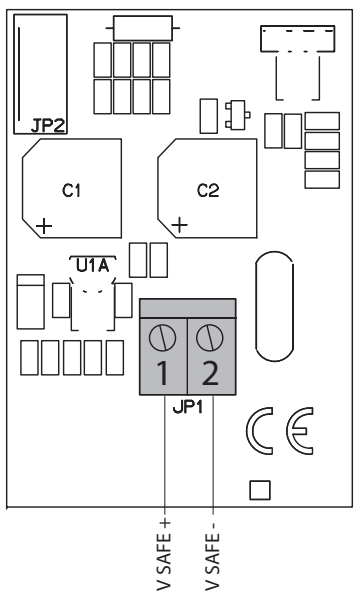 JP2
C1
+
C2
+
U1A
1 2
JP1
CE
V SAFE +
V SAFE -